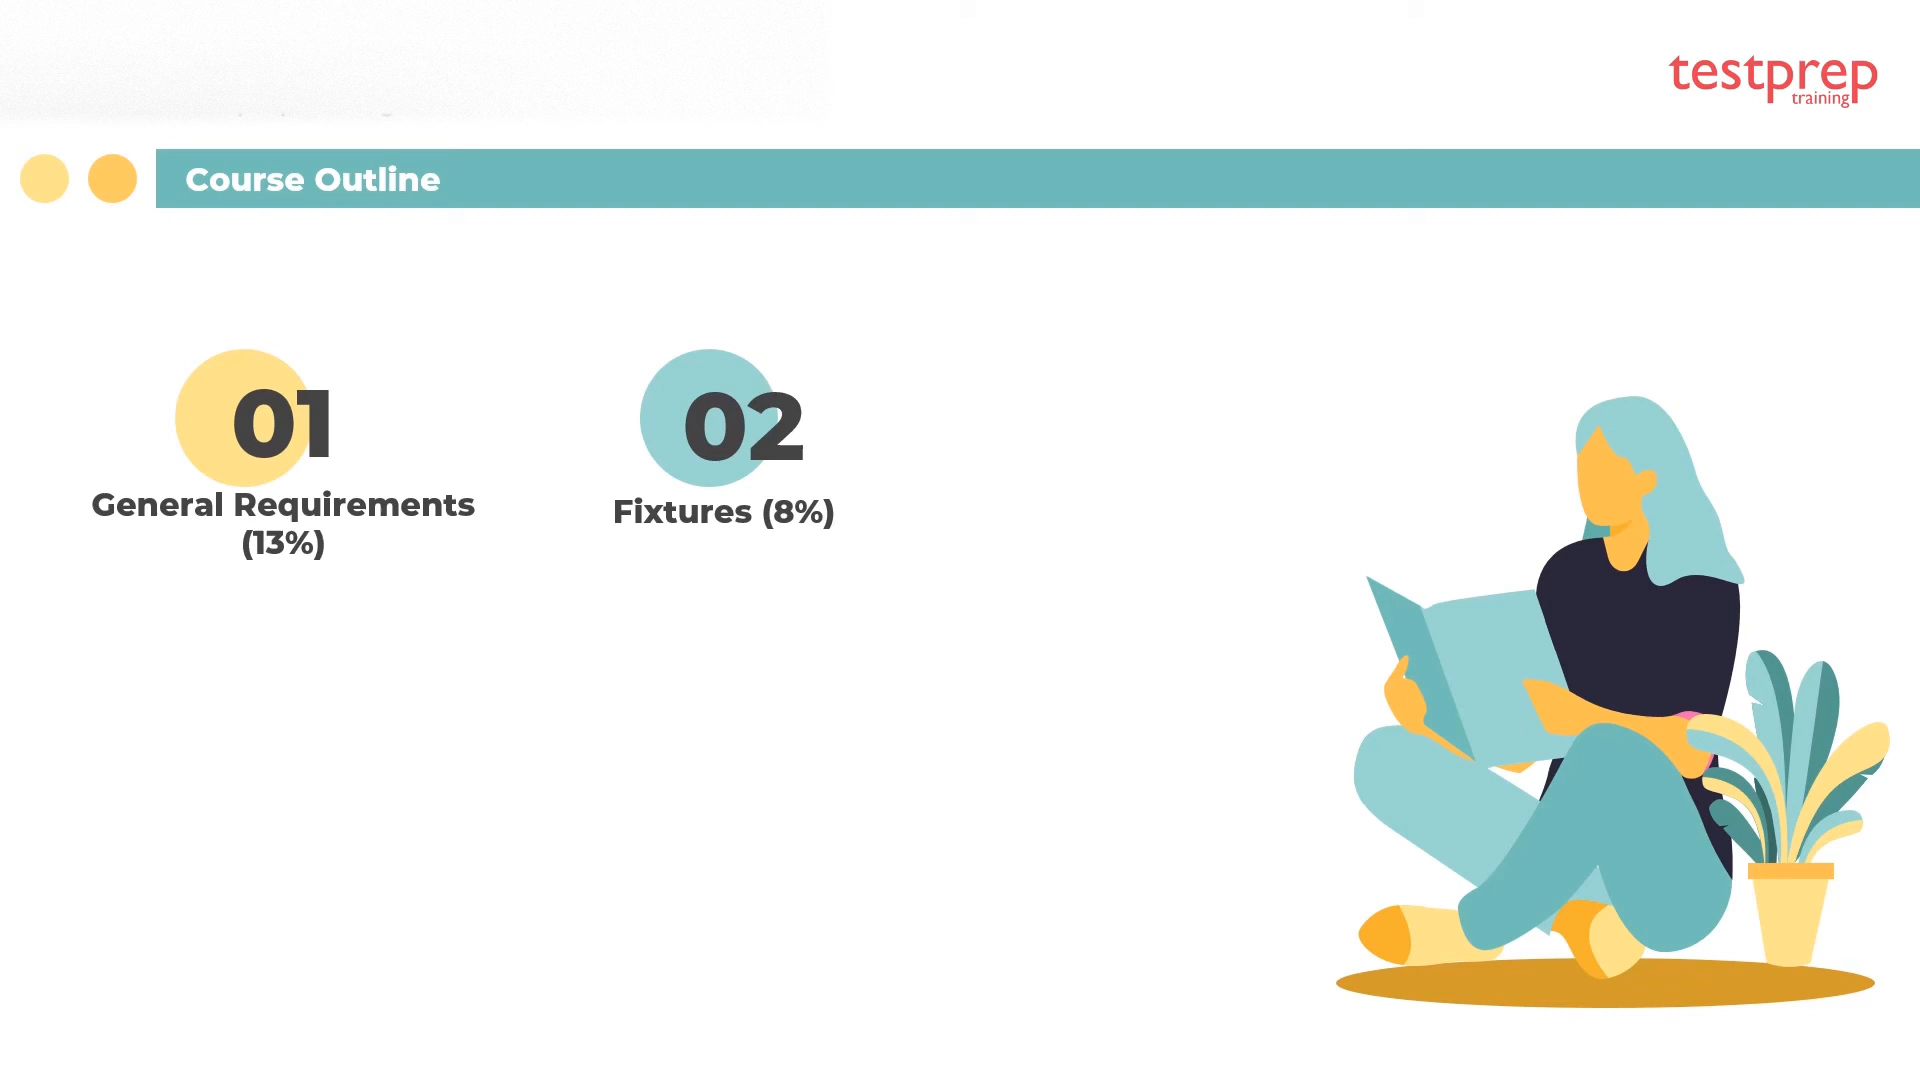 testprep
training
Course Outline
01
02
General Requirements
(13%)
Fixtures (8%)